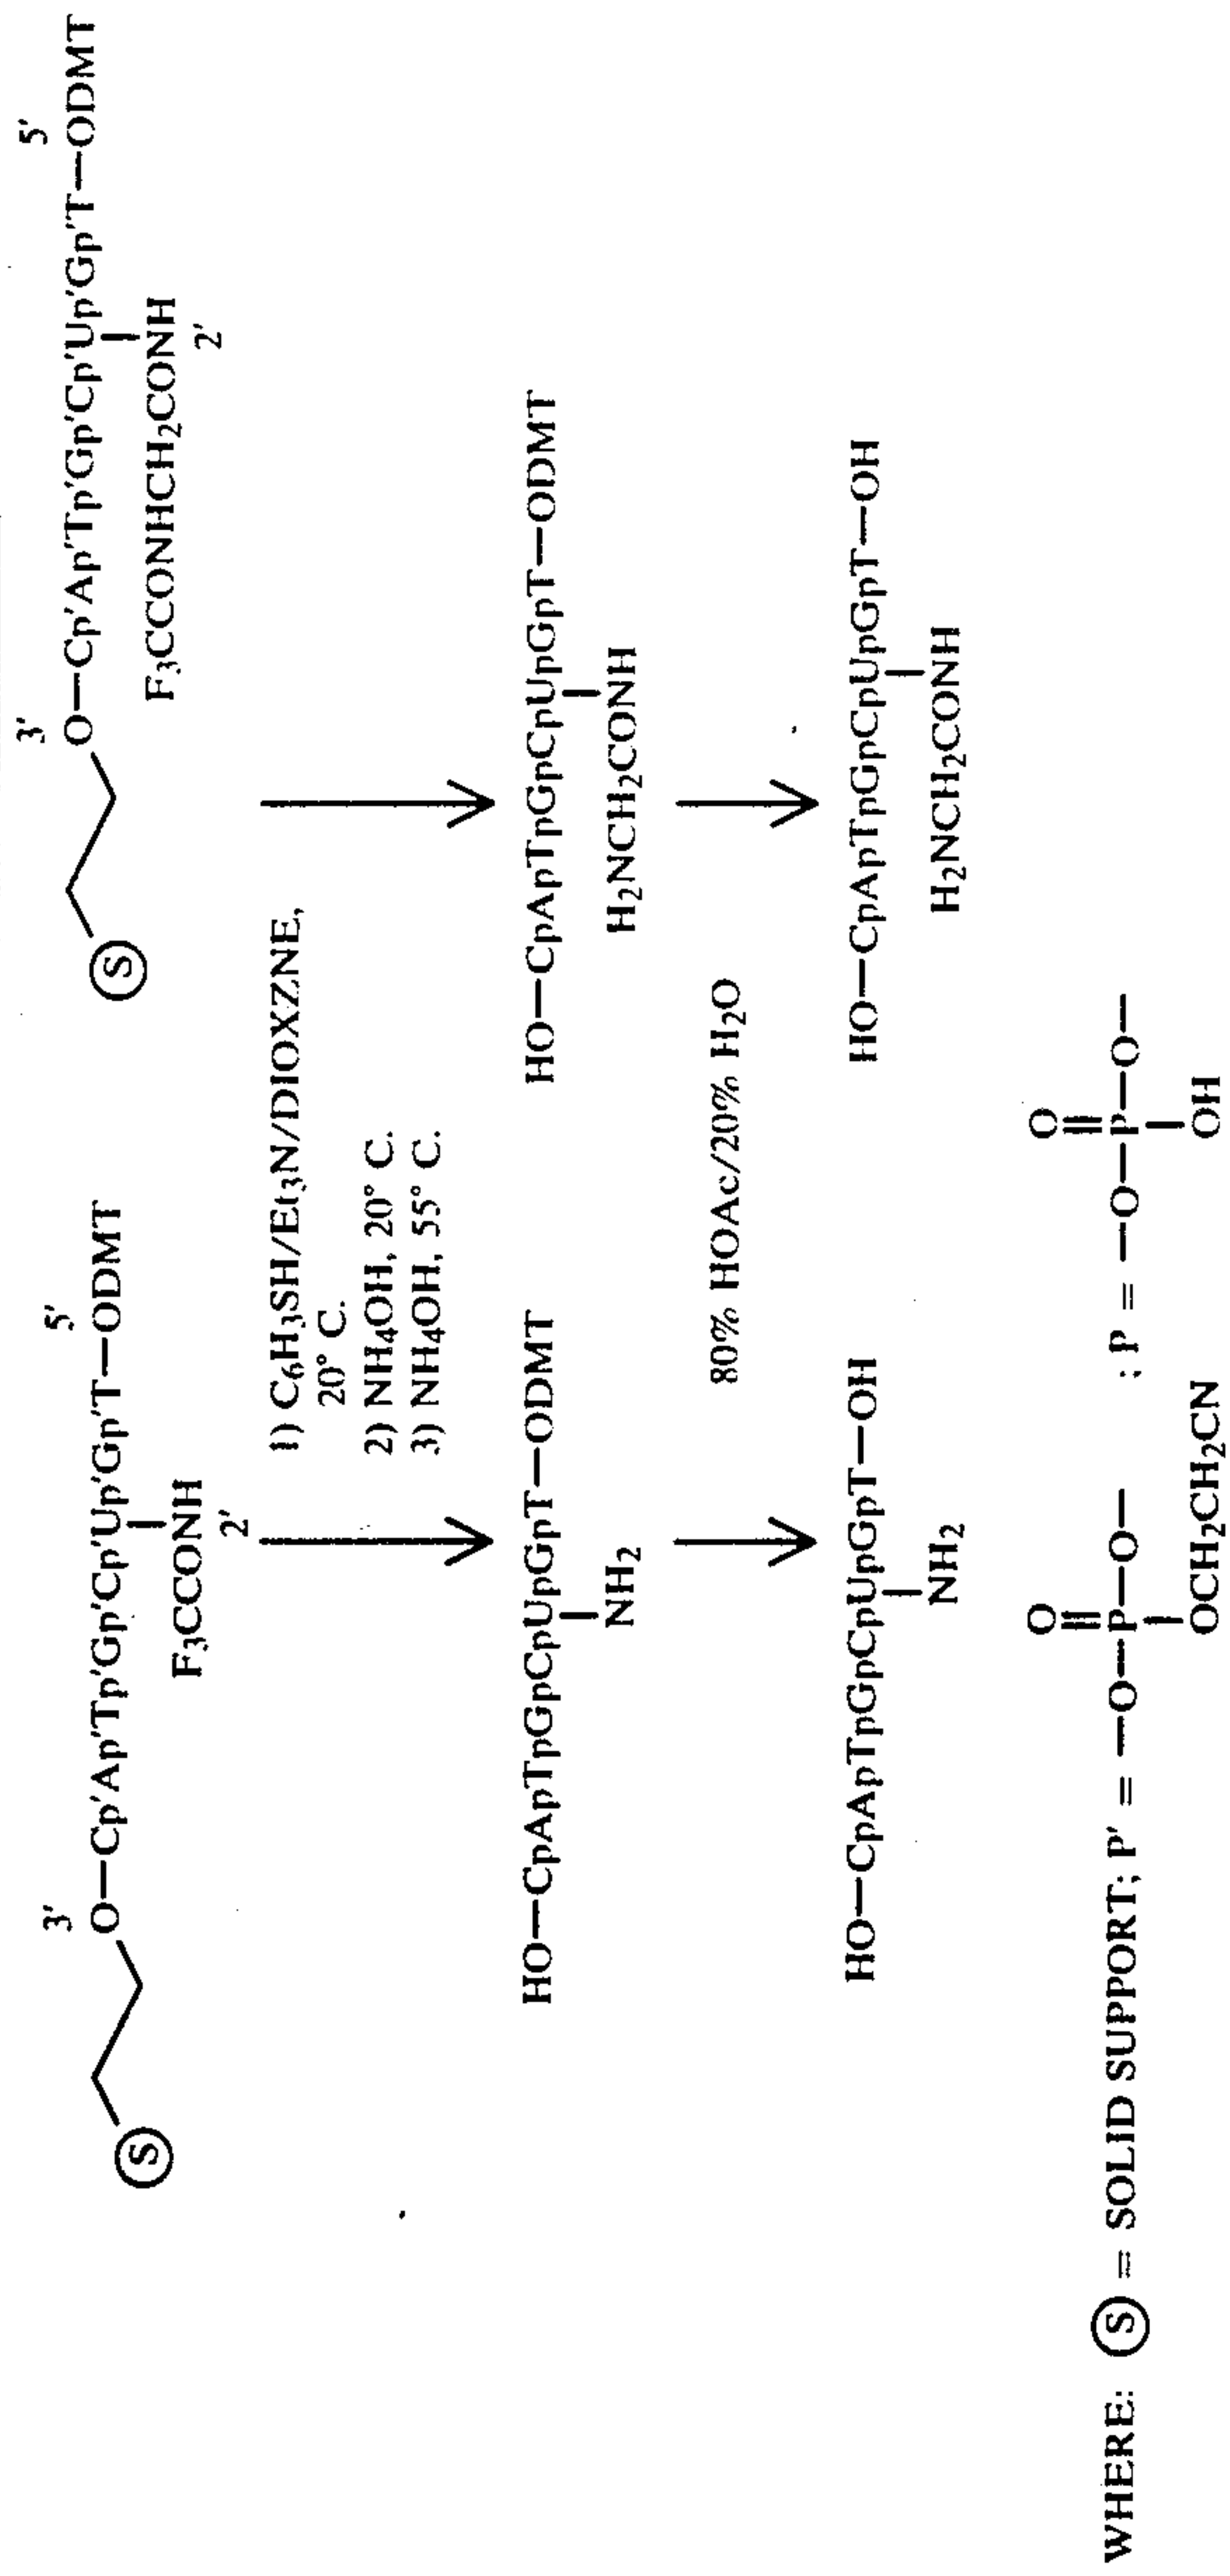 3' 5'
O—Cp'Ap'Tp'Gp'Cp'Up'Gp'T—ODMT
F₃CCONH
2'
S
3' 5'
O—Cp'Ap'Tp'Gp'Cp'Up'Gp'T—ODMT
F₃CCONHCH₂CONH
2'
S
1) C₆H₃SH/Et₃N/DIOXZNE,
20° C.
2) NH₄OH, 20° C.
3) NH₄OH, 55° C.
HO—CpApTpGpCpUpGpT—ODMT
NH₂
HO—CpApTpGpCpUpGpT—ODMT
H₂NCH₂CONH
80% HOAc/20% H₂O
HO—CpApTpGpCpUpGpT—OH
NH₂
HO—CpApTpGpCpUpGpT—OH
H₂NCH₂CONH
O O
WHERE: S = SOLID SUPPORT; P' = —O—P—O— ; P = —O—P—O—
OCH₂CH₂CN OH